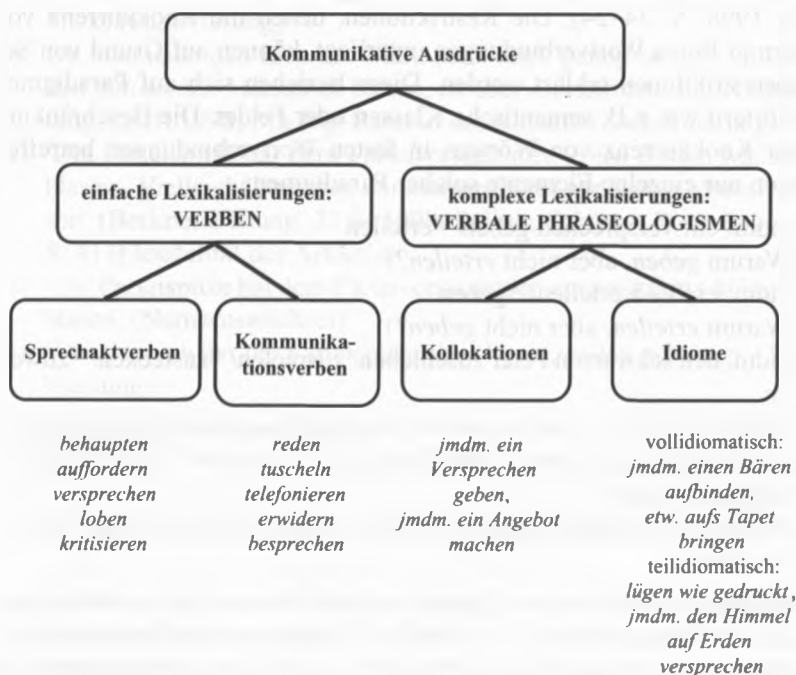 Kommunikative Ausdrücke
einfache Lexikalisierungen:
VERBEN
komplexe Lexikalisierungen:
VERBALE PHRASEOLOGISMEN
Sprechaktverben
Kommunika-
tionsverben
Kollokationen
Idiome
behaupten
auffordern
versprechen
loben
kritisieren
reden
tuscheln
telefonieren
erwidern
besprechen
jmdm. ein
Versprechen
geben,
jmdm. ein Angebot
machen
vollidiomatisch:
jmdm. einen Bären
aufbinden,
etw. aufs Tapet
bringen
teilidiomatisch:
lügen wie gedruckt,
jmdm. den Himmel
auf Erden
versprechen